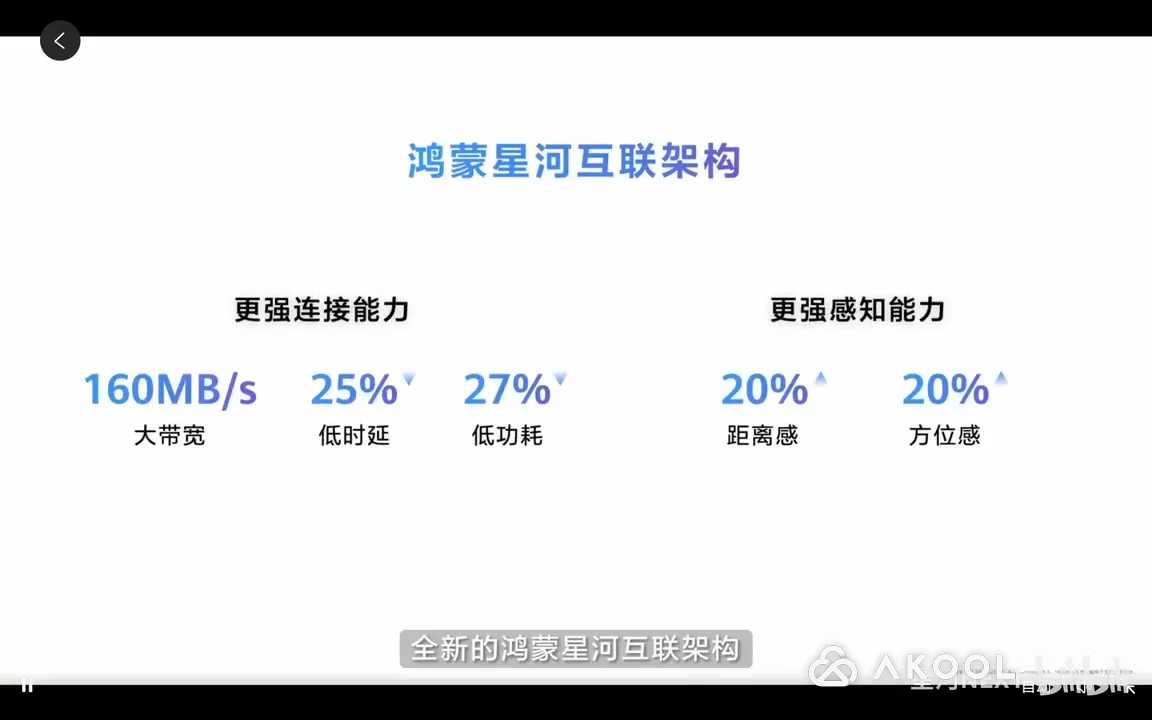 鸿蒙星河互联架构
更强连接能力
更强感知能力
160MB/s
25%
27%
20%
20%
大带宽
低时延
低功耗
距离感
方位感
全新的鸿蒙星河互联架构
AKOOL